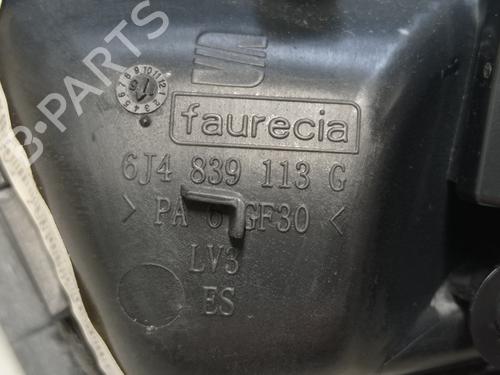 faurecia
6J4 839 113 G
> PA 6 GF30 <
LV3
ES
B-PARTS